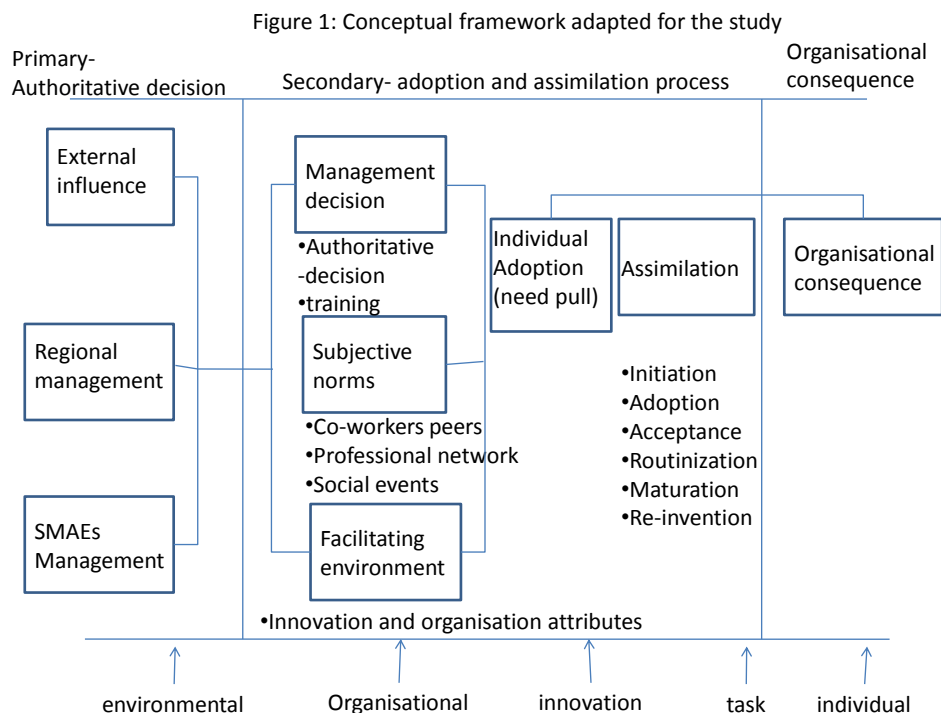 Figure 1: Conceptual framework adapted for the study
Primary-
Authoritative decision
Secondary- adoption and assimilation process
Organisational
consequence
External
influence
Regional
management
SMAEs
Management
Management
decision
•Authoritative
-decision
•training
Subjective
norms
•Co-workers peers
•Professional network
•Social events
Facilitating
environment
•Innovation and organisation attributes
Individual
Adoption
(need pull)
Assimilation
•Initiation
•Adoption
•Acceptance
•Routinization
•Maturation
•Re-invention
Organisational
consequence
environmental
Organisational
innovation
task
individual